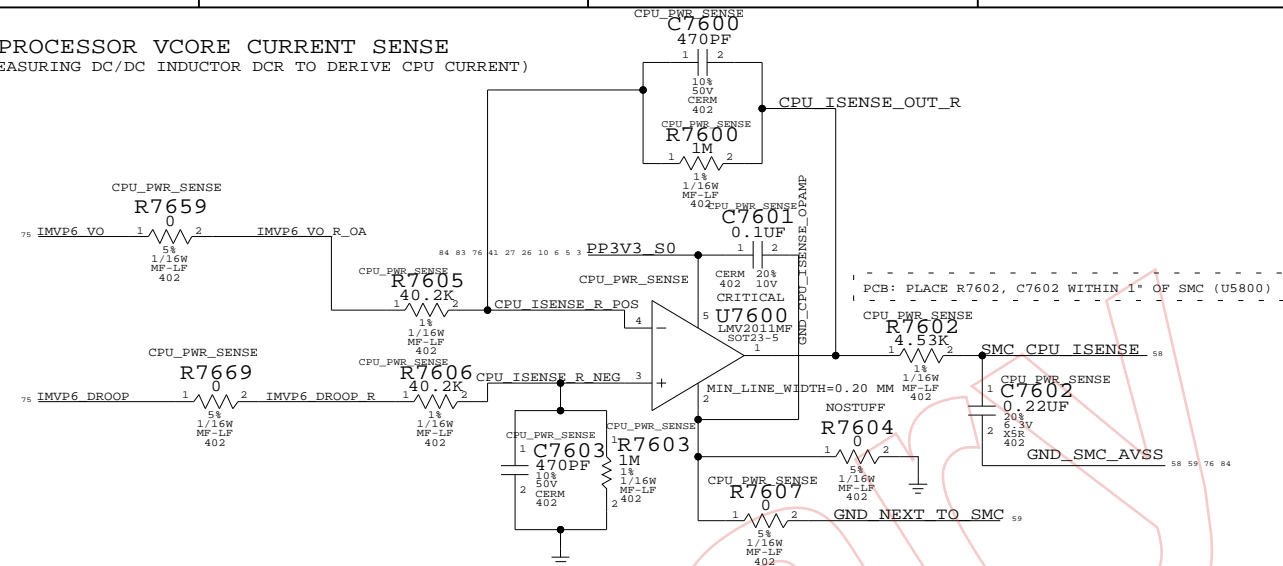 PROCESSOR VCORE CURRENT SENSE
EASURING DC/DC INDUCTOR DCR TO DERIVE CPU CURRENT)
CPU_PWR_SENSE
C7600
470PF
1 2
10%
50V
CERM
402
CPU_ISENSE_OUT_R
CPU_PWR_SENSE
R7600
1M
1 2
1%
1/16W
MF-LF
402
CPU_PWR_SENSE
R7659
0
75 IMVP6_VO 1 2 IMVP6_VO_R_OA
5%
1/16W
MF-LF
402
CPU_PWR_SENSE
C7601
0.1UF
84 83 76 41 27 26 10 6 5 3 PP3V3_S0 1 2
CERM 20%
402 10V
GND_CPU_ISENSE_OPAMP
CPU_PWR_SENSE
R7605
40.2K
1 2
1%
1/16W
MF-LF
402
CPU_ISENSE_R_POS
CPU_PWR_SENSE
CRITICAL
U7600
LMV2011MF
SOT23-5
5
4
1
3
2
PCB: PLACE R7602, C7602 WITHIN 1" OF SMC (U5800)
CPU_PWR_SENSE
R7602
4.53K
1 2
1%
1/16W
MF-LF
402
SMC_CPU_ISENSE 58
CPU_PWR_SENSE
R7669
0
75 IMVP6_DROOP 1 2 IMVP6_DROOP_R
5%
1/16W
MF-LF
402
CPU_PWR_SENSE
R7606
40.2K
1 2
1%
1/16W
MF-LF
402
CPU_ISENSE_R_NEG
MIN_LINE_WIDTH=0.20 MM
CPU_PWR_SENSE
C7602
0.22UF
1
20%
6.3V
X5R
402
2
GND_SMC_AVSS 58 59 76 84
CPU_PWR_SENSE
C7603
470PF
1
10%
50V
CERM
402
2
CPU_PWR_SENSE
R7603
1M
1
1%
1/16W
MF-LF
402
2
NOSTUFF
R7604
0
1 2
5%
1/16W
MF-LF
402
CPU_PWR_SENSE
R7607
0
1 2
5%
1/16W
MF-LF
402
GND_NEXT_TO_SMC 59